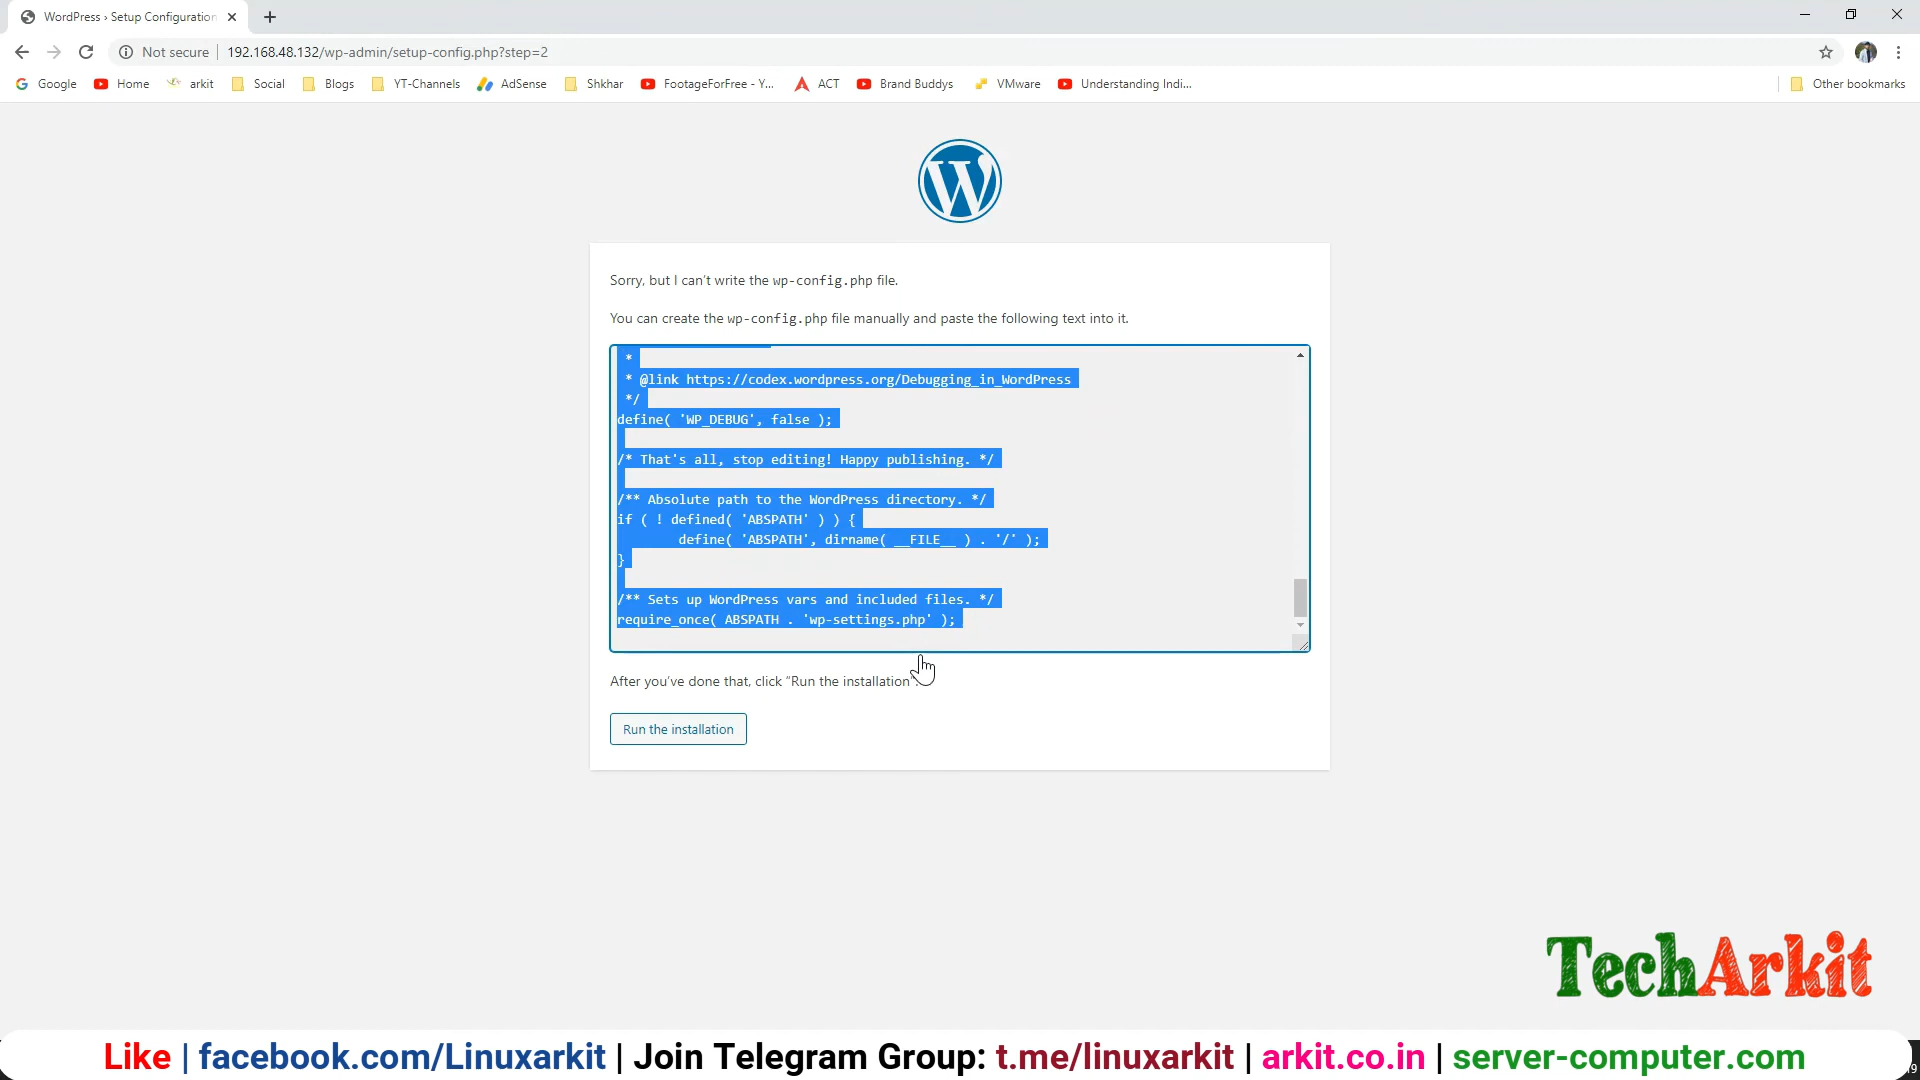 WordPress › Setup Configuration
Not secure
192.168.48.132/wp-admin/setup-config.php?step=2
Google
Home
arkit
Social
Blogs
YT-Channels
AdSense
Shkhar
FootageForFree - Y...
ACT
Brand Buddys
VMware
Understanding Indi...
Other bookmarks
Sorry, but I can't write the wp-config.php file.
You can create the wp-config.php file manually and paste the following text into it.
*
* @link https://codex.wordpress.org/Debugging_in_WordPress
*/
define( 'WP_DEBUG', false );
/* That's all, stop editing! Happy publishing. */
/** Absolute path to the WordPress directory. */
if ( ! defined( 'ABSPATH' ) ) {
define( 'ABSPATH', dirname( __FILE__ ) . '/' );
}
/** Sets up WordPress vars and included files. */
require_once( ABSPATH . 'wp-settings.php' );
After you've done that, click “Run the installation”.
Run the installation
TechArkit
Like | facebook.com/Linuxarkit | Join Telegram Group: t.me/linuxarkit | arkit.co.in | server-computer.com